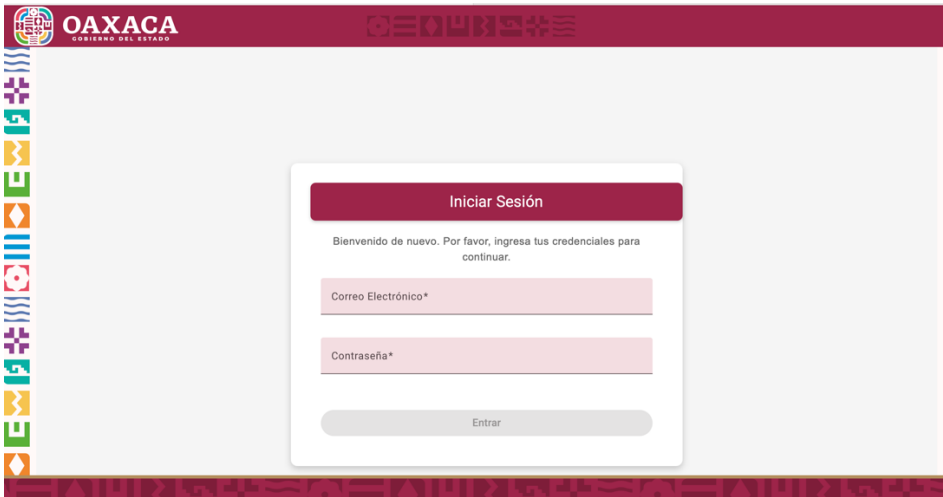 OAXACA
GOBIERNO DEL ESTADO
Iniciar Sesión
Bienvenido de nuevo. Por favor, ingresa tus credenciales para
continuar.
Correo Electrónico*
Contraseña*
Entrar